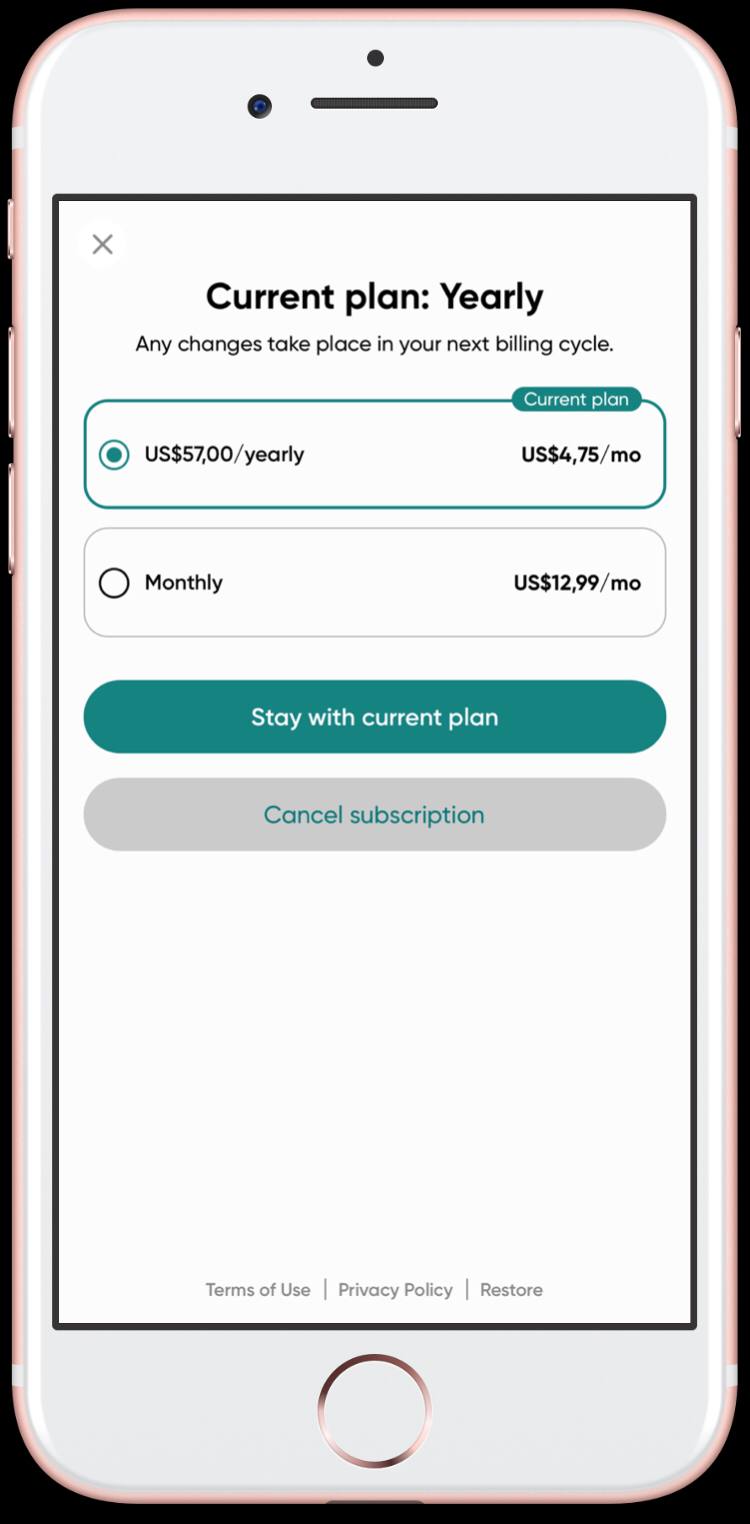 Current plan: Yearly
Any changes take place in your next billing cycle.
Current plan
US$57,00/yearly US$4,75/mo
Monthly US$12,99/mo
Stay with current plan
Cancel subscription
Terms of Use | Privacy Policy | Restore